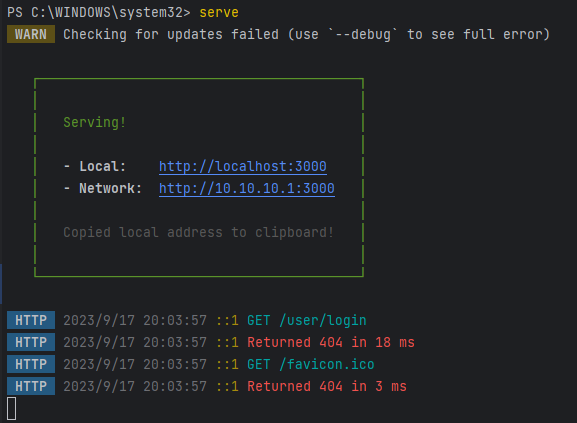 PS C:\WINDOWS\system32> serve
WARN Checking for updates failed (use `--debug` to see full error)
Serving!
- Local: http://localhost:3000
- Network: http://10.10.10.1:3000
Copied local address to clipboard!
HTTP 2023/9/17 20:03:57 ::1 GET /user/login
HTTP 2023/9/17 20:03:57 ::1 Returned 404 in 18 ms
HTTP 2023/9/17 20:03:57 ::1 GET /favicon.ico
HTTP 2023/9/17 20:03:57 ::1 Returned 404 in 3 ms